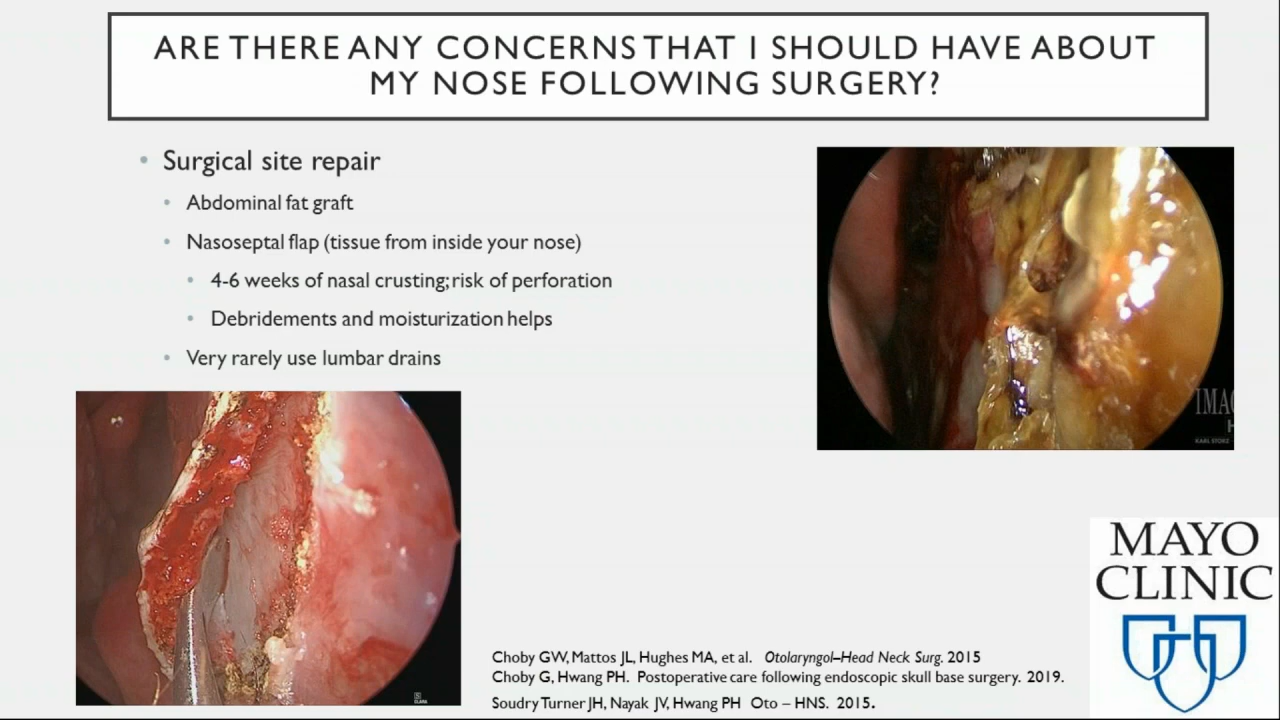 ARE THERE ANY CONCERNS THAT I SHOULD HAVE ABOUT
MY NOSE FOLLOWING SURGERY?
• Surgical site repair
• Abdominal fat graft
• Nasoseptal flap (tissue from inside your nose)
• 4-6 weeks of nasal crusting; risk of perforation
• Debridements and moisturization helps
• Very rarely use lumbar drains
IMAG
H
KARL STORZ
MAYO
CLINIC
Choby GW, Mattos JL, Hughes MA, et al. Otolaryngol–Head Neck Surg. 2015
Choby G, Hwang PH. Postoperative care following endoscopic skull base surgery. 2019.
Soudry Turner JH, Nayak JV, Hwang PH Oto – HNS. 2015.